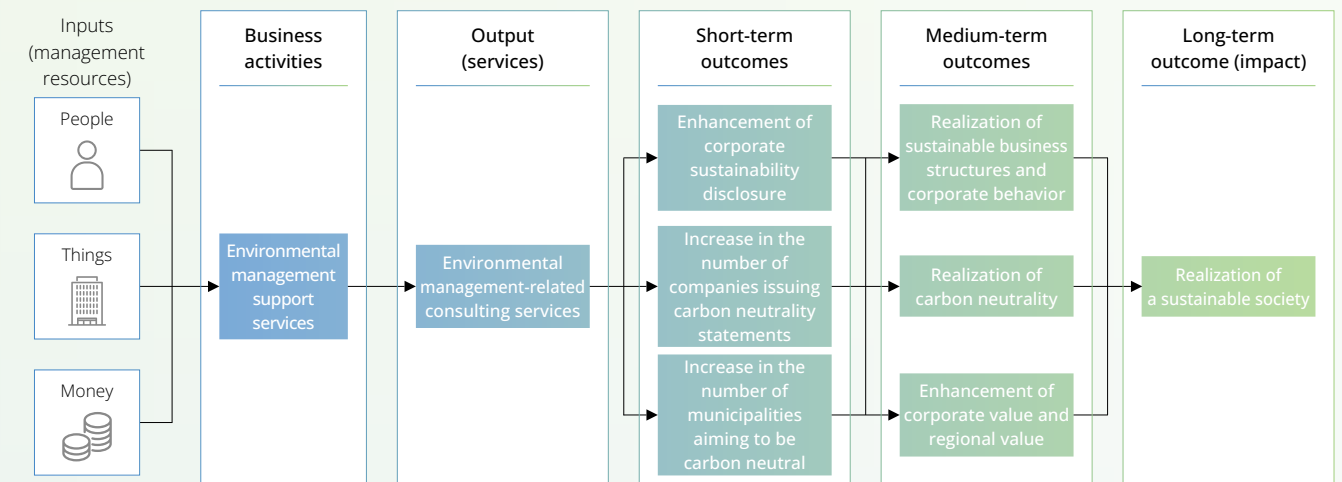 Inputs
(management
resources)
People
Things
Money
Business
activities
Environmental
management
support
services
Output
(services)
Environmental
management-related
consulting services
Short-term
outcomes
Enhancement of
corporate
sustainability
disclosure
Increase in the
number of
companies issuing
carbon neutrality
statements
Increase in the
number of
municipalities
aiming to be
carbon neutral
Medium-term
outcomes
Realization of
sustainable business
structures and
corporate behavior
Realization of
carbon neutrality
Enhancement of
corporate value and
regional value
Long-term
outcome (impact)
Realization of
a sustainable society